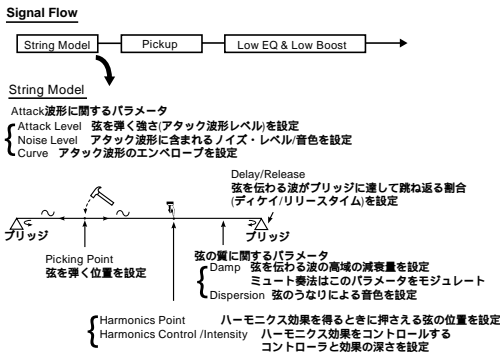 Signal Flow
String Model
Pickup
Low EQ & Low Boost
String Model
Attack波形に関するパラメータ
Attack Level 弦を弾く強さ(アタック波形レベル)を設定
Noise Level アタック波形に含まれるノイズ・レベル/音色を設定
Curve アタック波形のエンベロープを設定
Delay/Release
弦を伝わる波がブリッジに達して跳ね返る割合
(ディケイ/リリースタイム)を設定
ブリッジ
ブリッジ
Picking Point
弦を弾く位置を設定
弦の質に関するパラメータ
Damp 弦を伝わる波の高域の減衰量を設定
ミュート奏法はこのパラメータをモジュレート
Dispersion 弦のうなりによる音色を設定
Harmonics Point ハーモニクス効果を得るときに押さえる弦の位置を設定
Harmonics Control /Intensity ハーモニクス効果をコントロールする
コントローラと効果の深さを設定